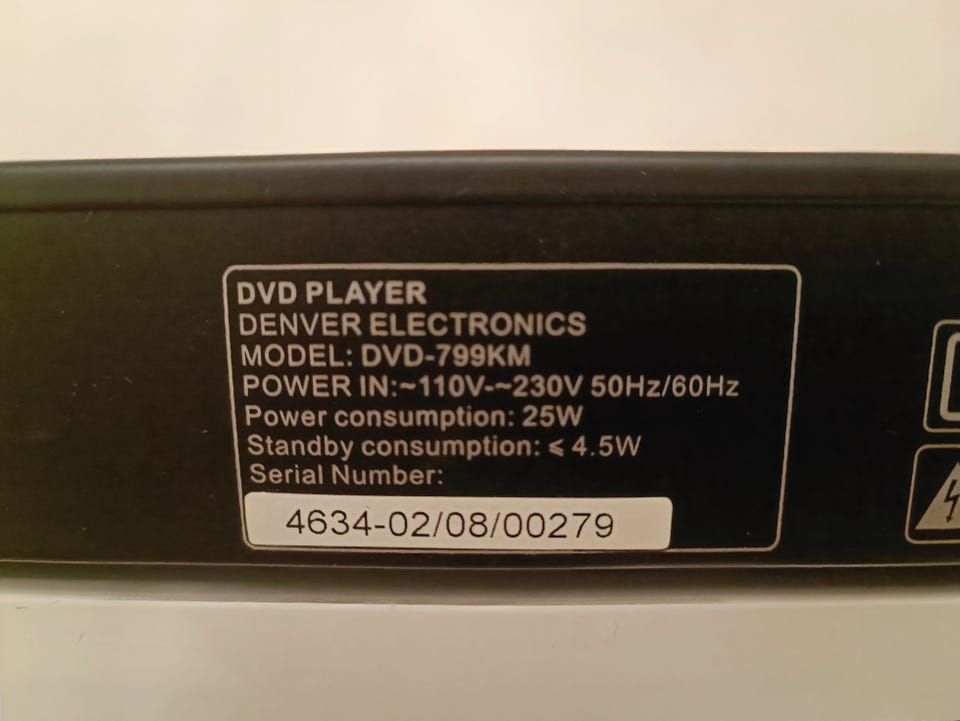 DVD PLAYER
DENVER ELECTRONICS
MODEL: DVD-799KM
POWER IN:~110V-~230V 50Hz/60Hz
Power consumption: 25W
Standby consumption: ⩽ 4.5W
Serial Number:
4634-02/08/00279